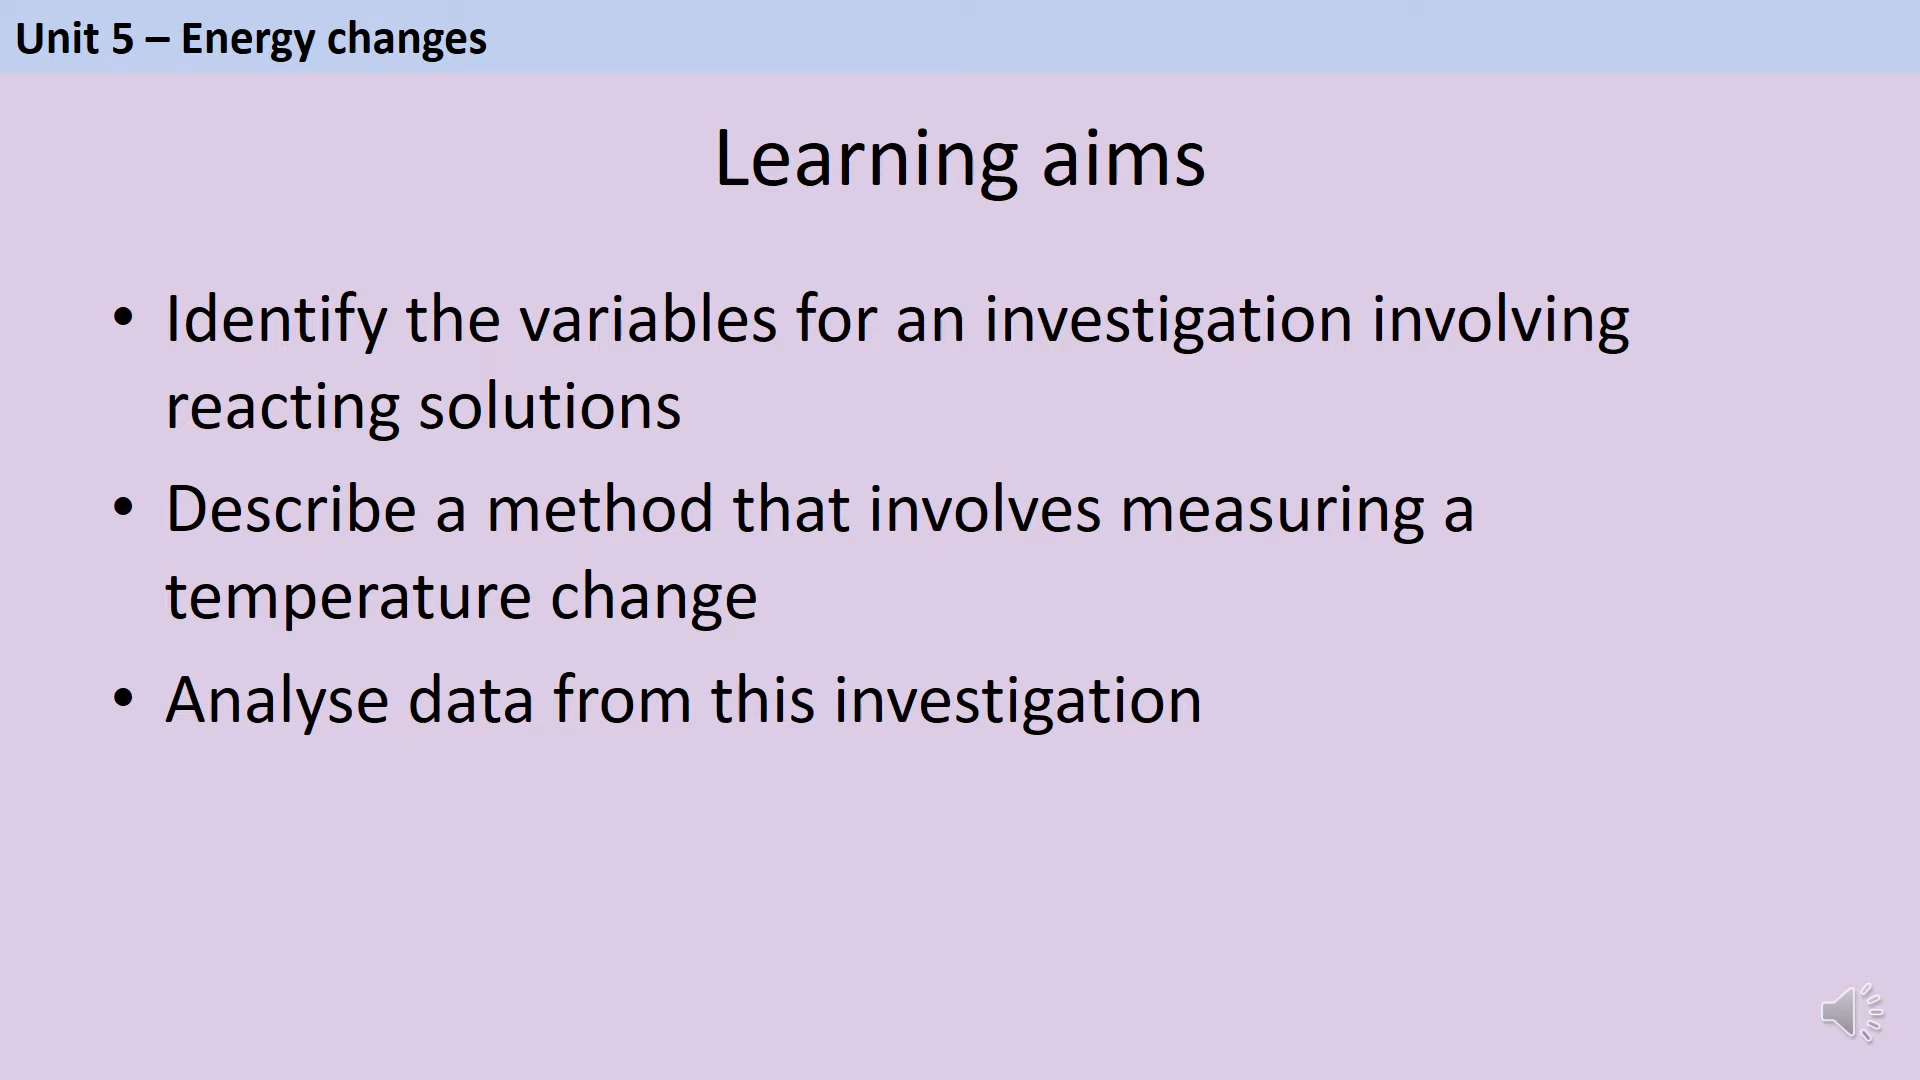 Unit 5 – Energy changes
Learning aims
• Identify the variables for an investigation involving
reacting solutions
• Describe a method that involves measuring a
temperature change
• Analyse data from this investigation